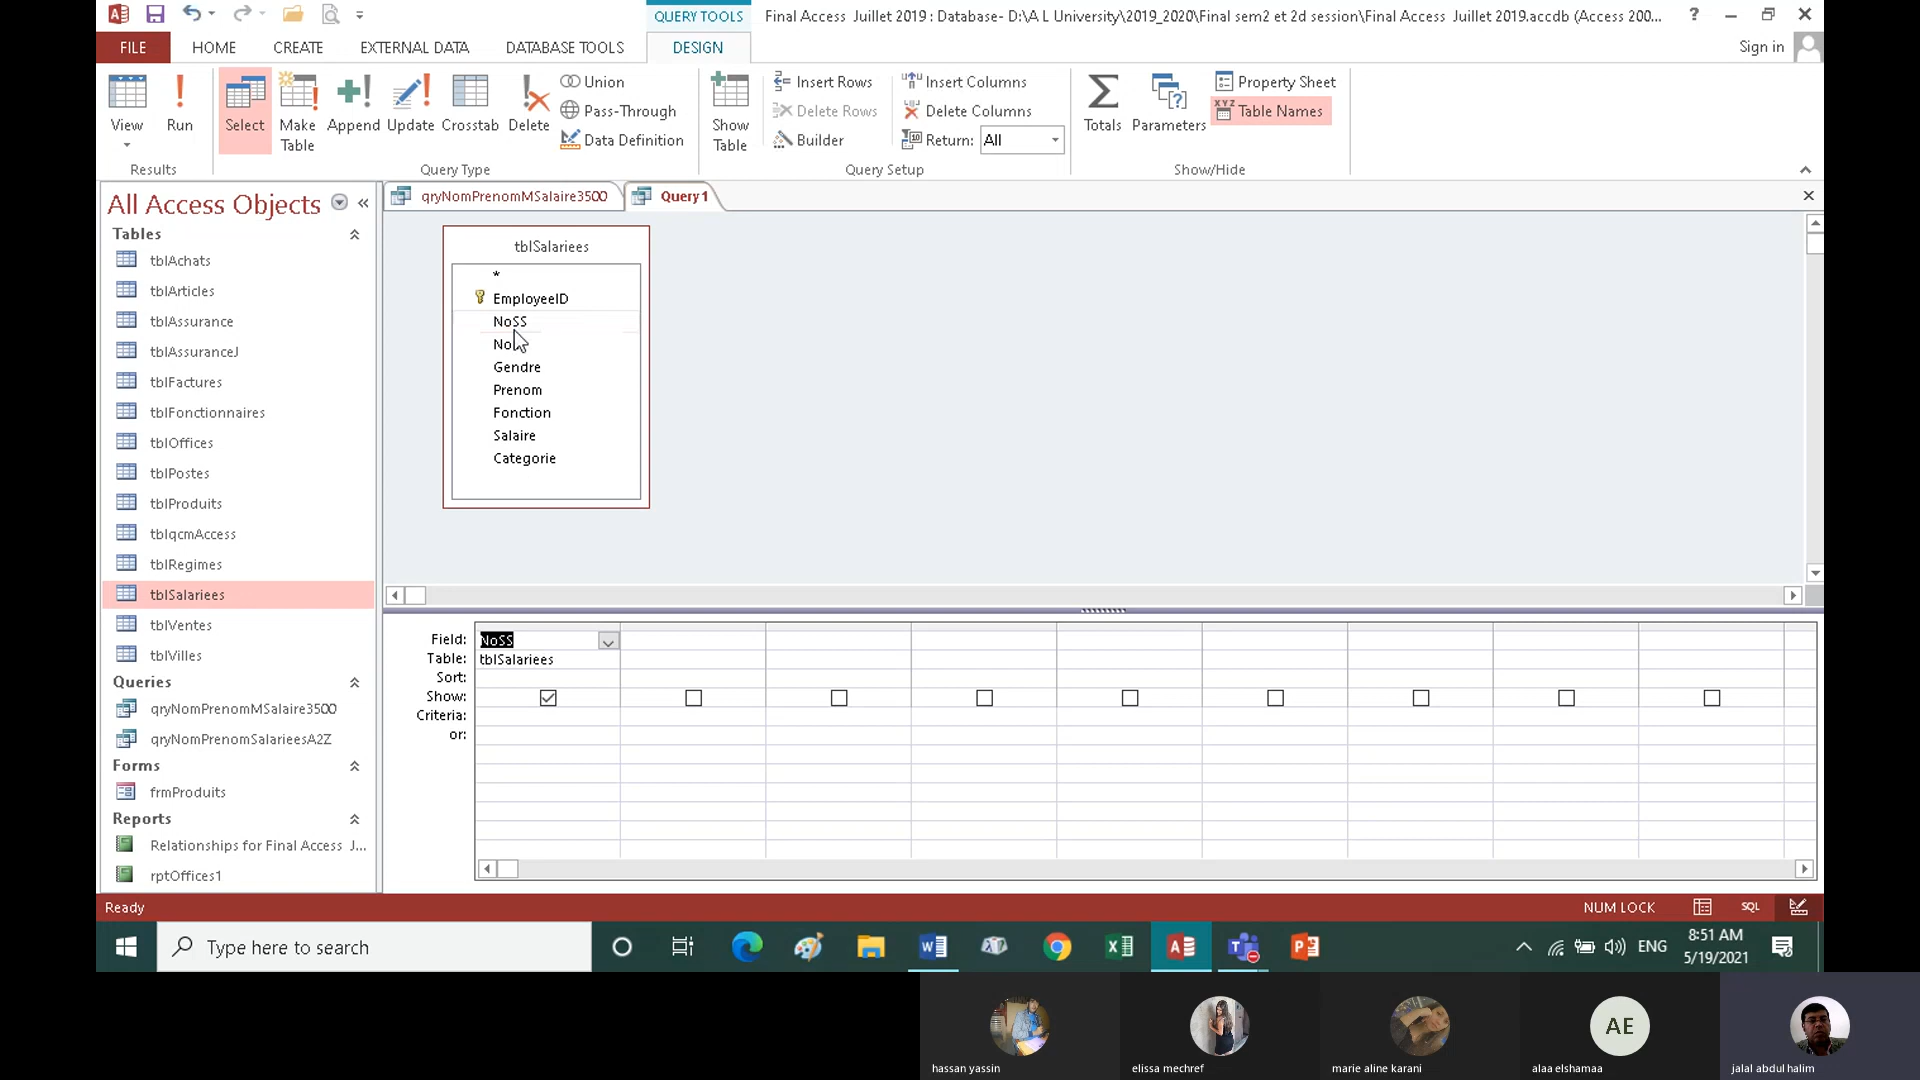 QUERY TOOLS
Final Access Juillet 2019 : Database- D:\A L University\2019_2020\Final sem2 et 2d session\Final Access Juillet 2019.accdb (Access 200...
?
FILE
HOME
CREATE
EXTERNAL DATA
DATABASE TOOLS
DESIGN
Sign in
View
Run
Select
Make Table
Append
Update
Crosstab
Delete
Union
Pass-Through
Data Definition
Show Table
Insert Rows
Delete Rows
Builder
Insert Columns
Delete Columns
Return: All
Totals
Parameters
Property Sheet
Table Names
Results
Query Type
Query Setup
Show/Hide
All Access Objects
Tables
tblAchats
tblArticles
tblAssurance
tblAssuranceJ
tblFactures
tblFonctionnaires
tblOffices
tblPostes
tblProduits
tblqcmAccess
tblRegimes
tblSalariees
tblVentes
tblVilles
Queries
qryNomPrenomMSalaire3500
qryNomPrenomSalarieesA2Z
Forms
frmProduits
Reports
Relationships for Final Access J...
rptOffices1
qryNomPrenomMSalaire3500
Query1
tblSalariees
*
EmployeeID
NoSS
Gendre
Prenom
Fonction
Salaire
Categorie
Field: NoSS
Table: tblSalariees
Sort:
Show:
Criteria:
or:
Ready
NUM LOCK
SQL
Type here to search
ENG
8:51 AM
5/19/2021
hassan yassin
elissa mechref
marie aline karani
AE
alaa elshamaa
jalal abdul halim